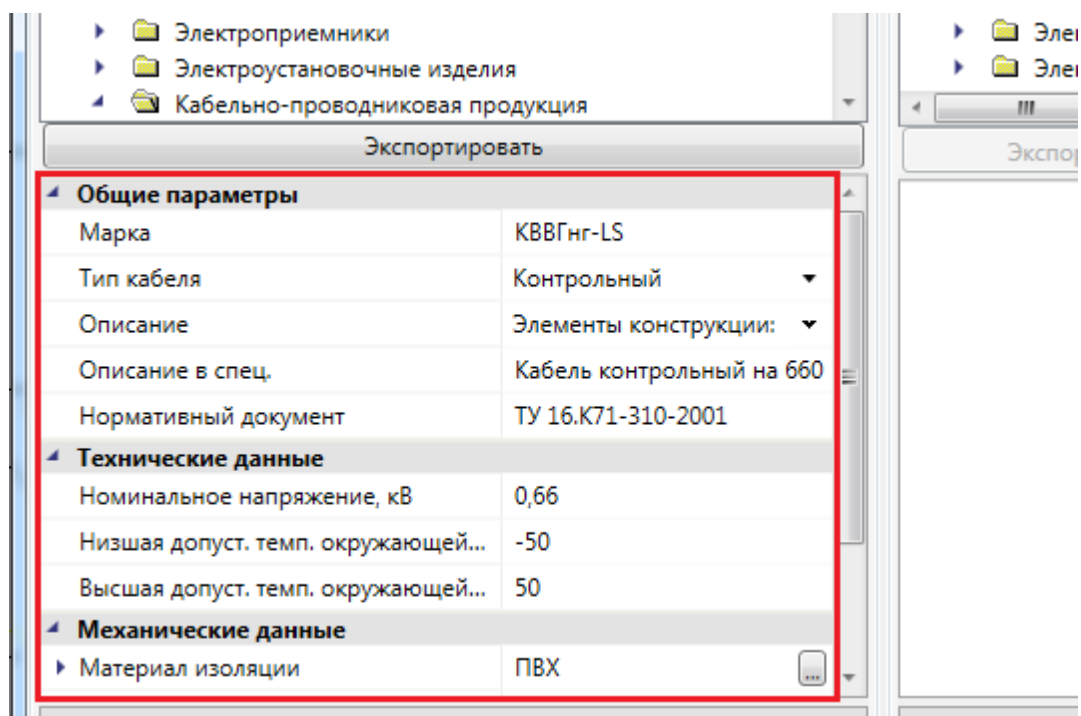 Электроприемники
Электроустановочные изделия
Кабельно-проводниковая продукция
Экспортировать
Общие параметры
Марка КВВГнг-LS
Тип кабеля Контрольный
Описание Элементы конструкции:
Описание в спец. Кабель контрольный на 660
Нормативный документ ТУ 16.К71-310-2001
Технические данные
Номинальное напряжение, кВ 0,66
Низшая допуст. темп. окружающей... -50
Высшая допуст. темп. окружающей... 50
Механические данные
Материал изоляции ПВХ ...